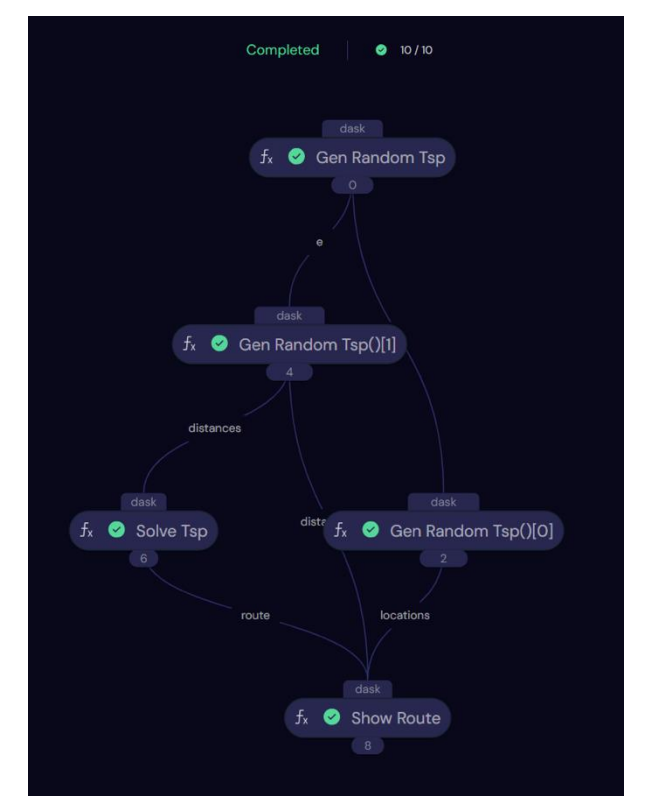 Completed 10 / 10
dask
fx Gen Random Tsp
0
e
dask
fx Gen Random Tsp()[1]
4
distances
dask
fx Solve Tsp
6
dista
dask
fx Gen Random Tsp()[0]
2
route
locations
dask
fx Show Route
8